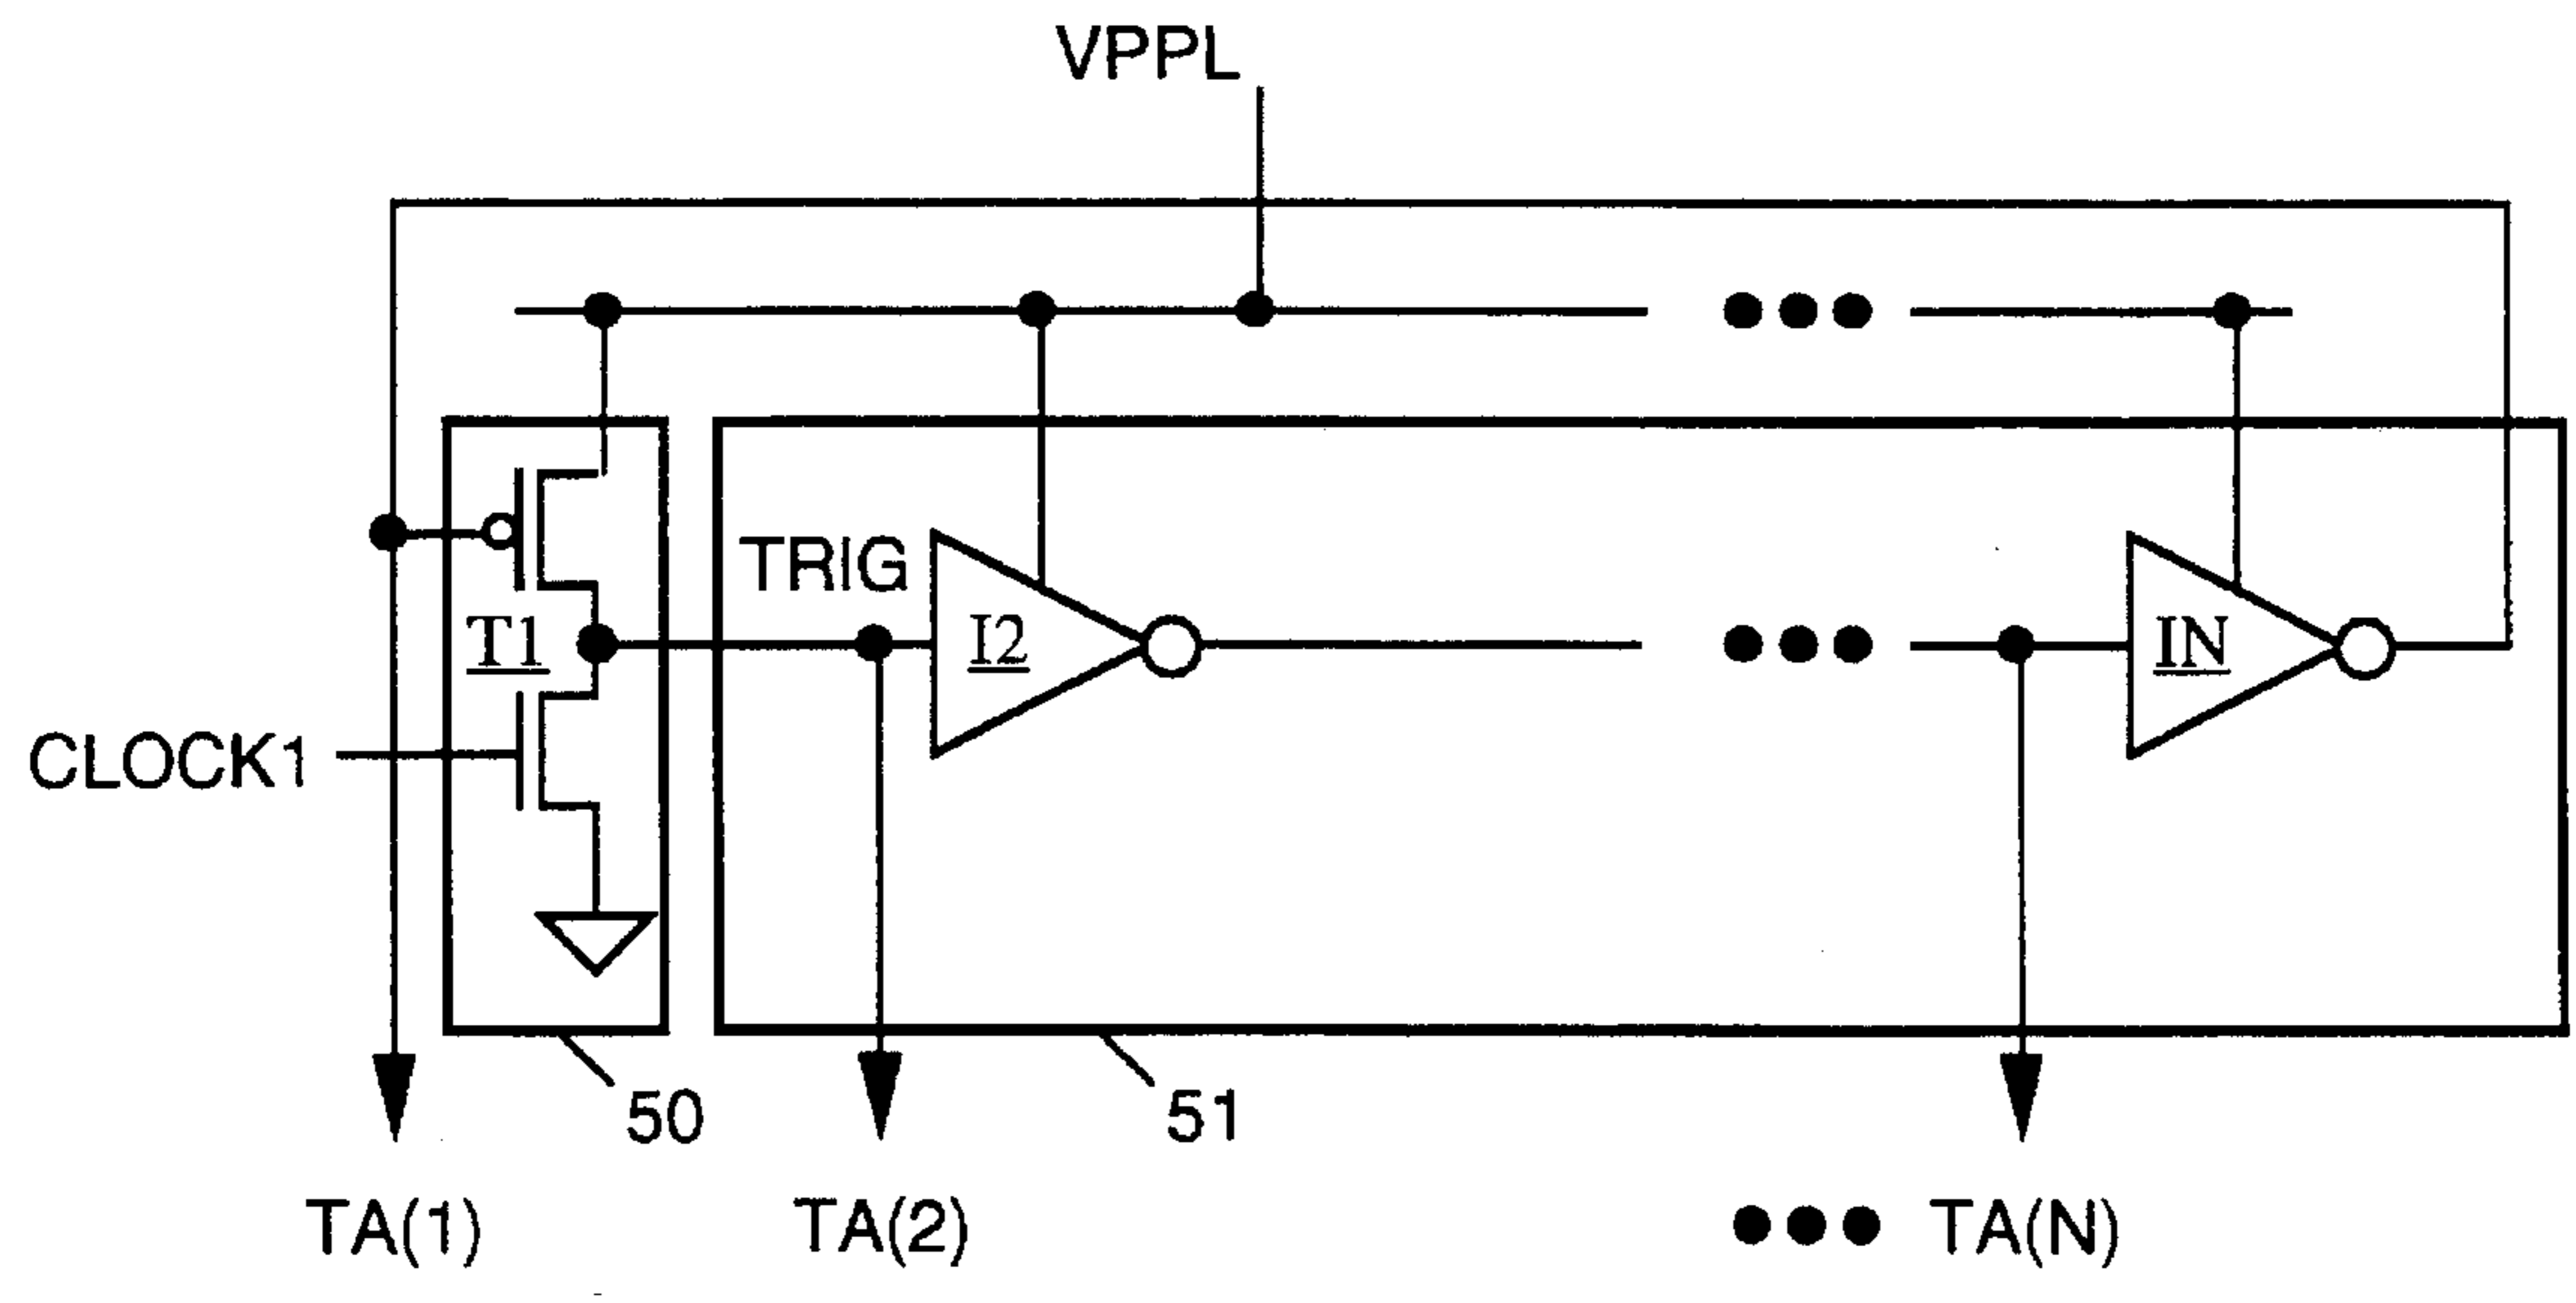 VPPL
TRIG
T1
I2
IN
CLOCK1
50
51
TA(1)
TA(2)
••• TA(N)